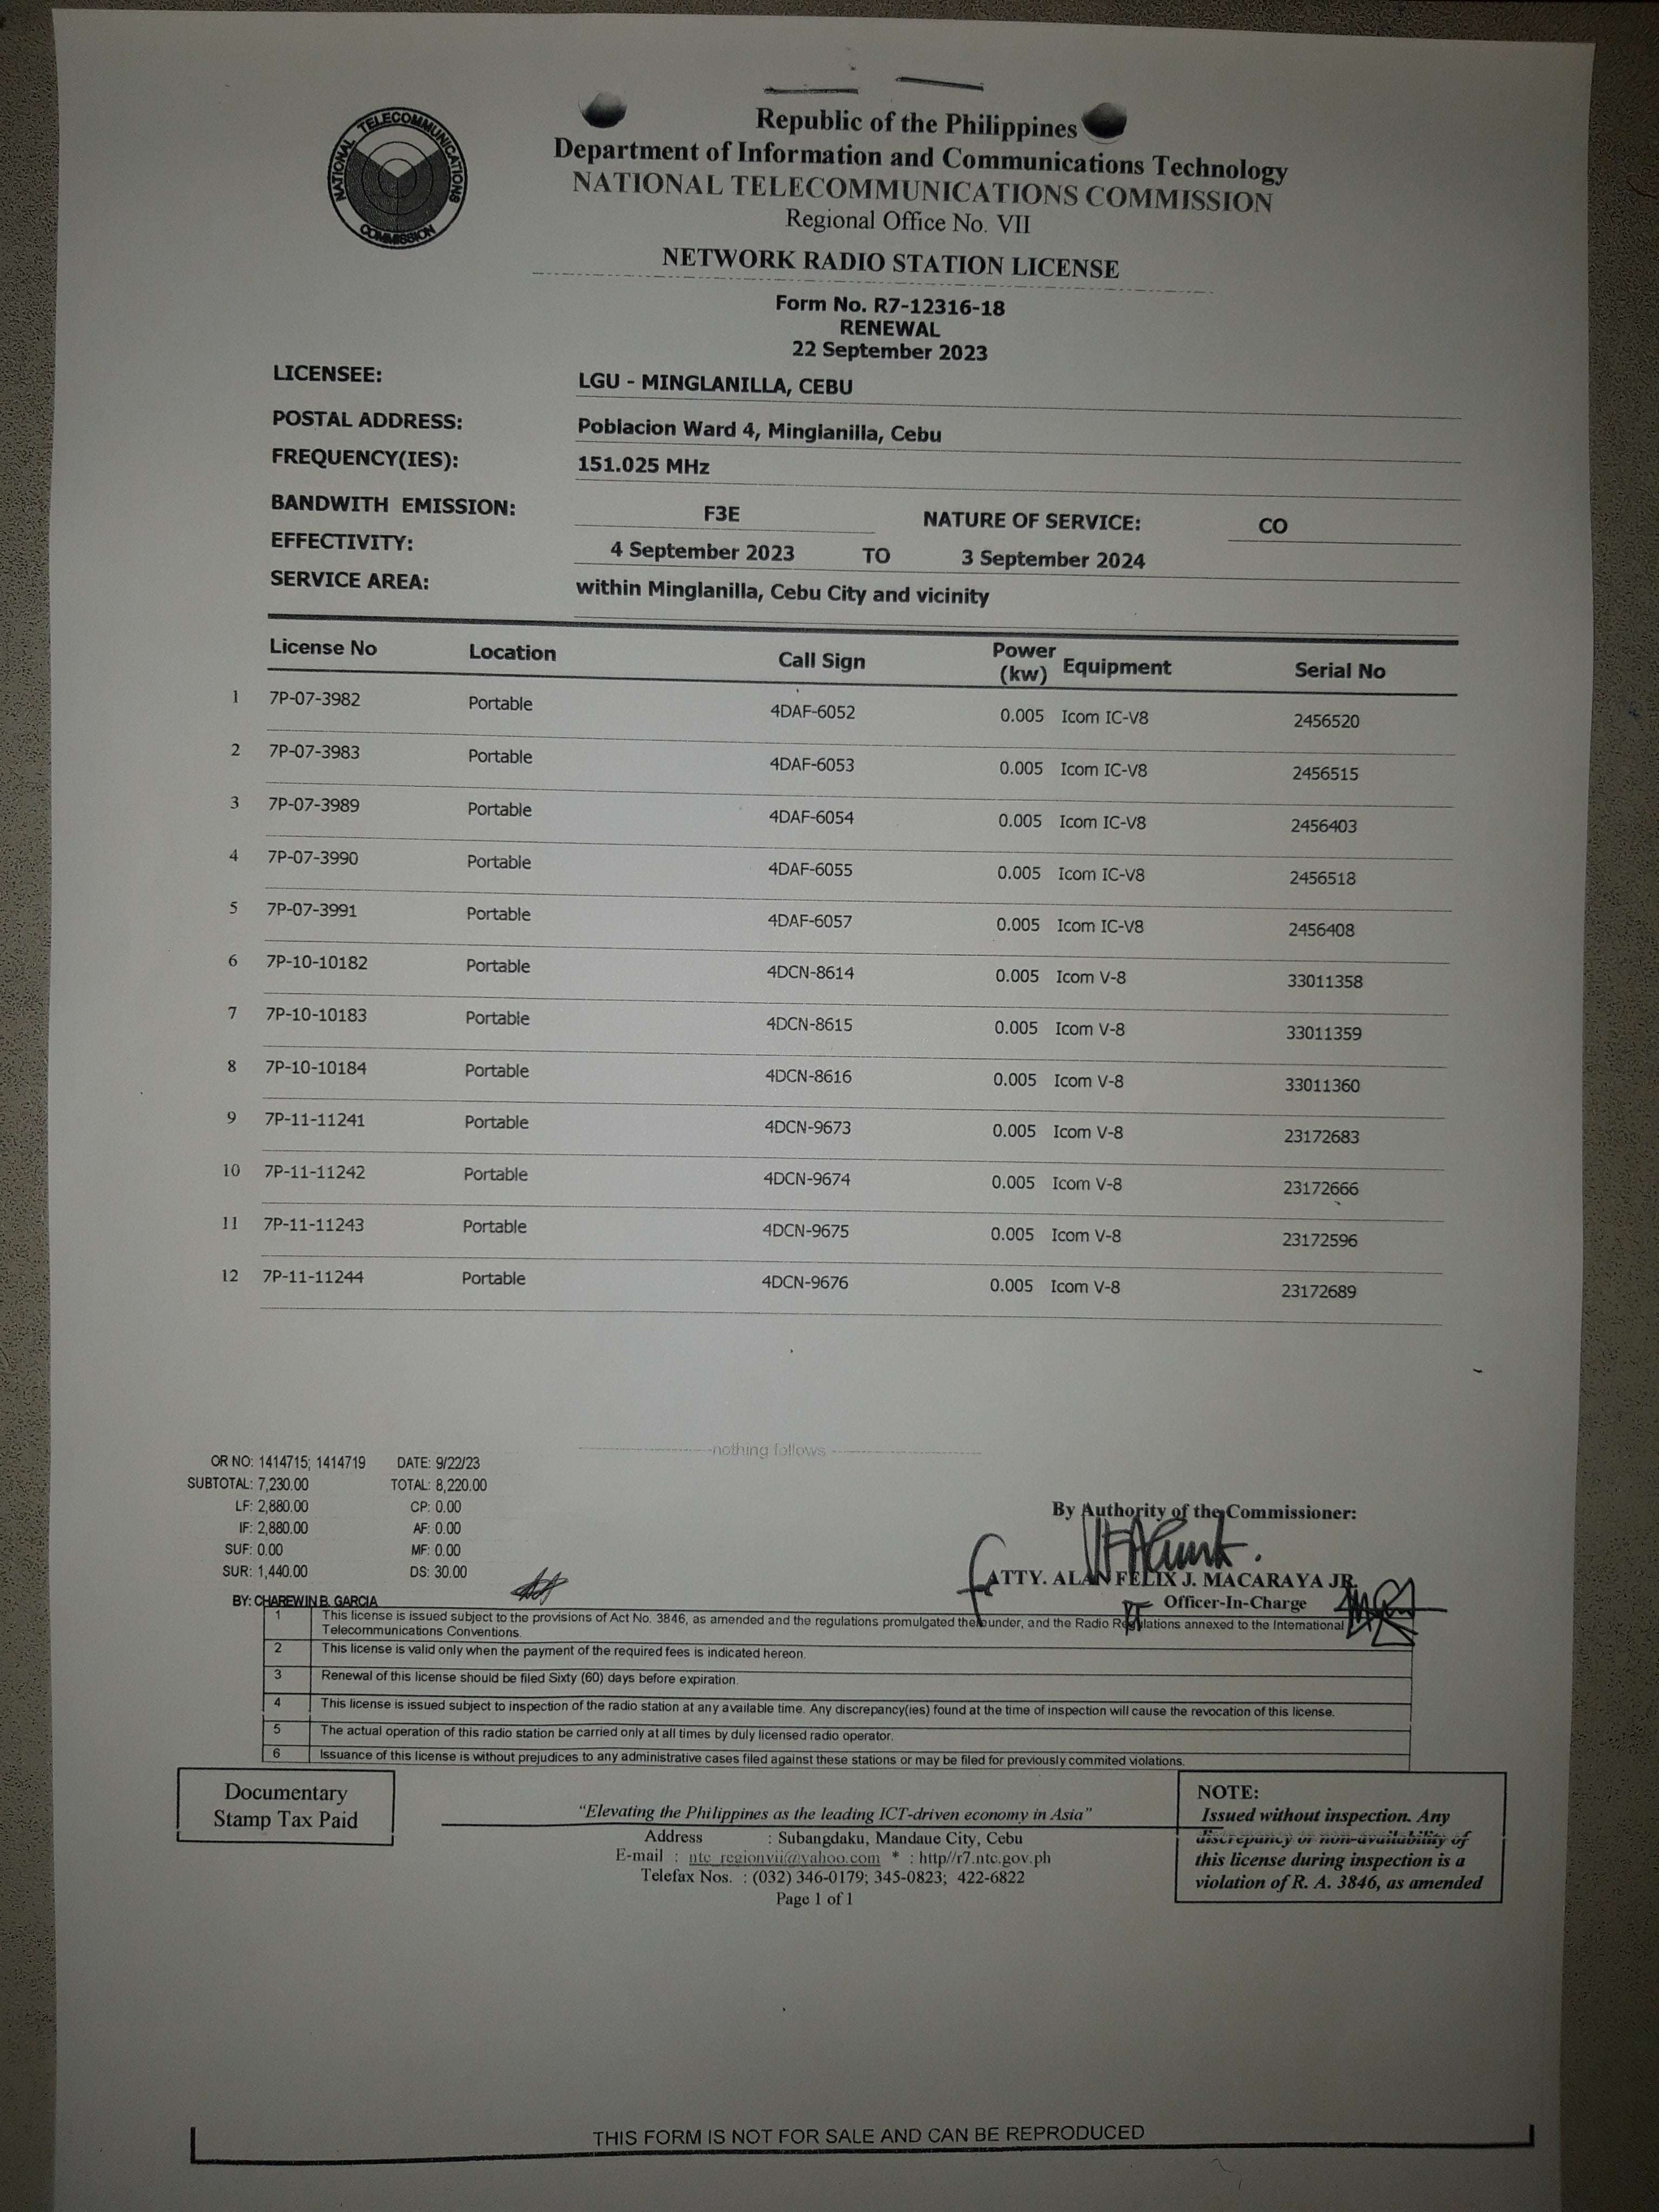 NATIONAL TELECOMMUNICATIONS COMMISSION
Republic of the Philippines
Department of Information and Communications Technology
NATIONAL TELECOMMUNICATIONS COMMISSION
Regional Office No. VII
NETWORK RADIO STATION LICENSE
Form No. R7-12316-18
RENEWAL
22 September 2023
LICENSEE: LGU - MINGLANILLA, CEBU
POSTAL ADDRESS: Poblacion Ward 4, Minglanilla, Cebu
FREQUENCY(IES): 151.025 MHz
BANDWITH EMISSION: F3E NATURE OF SERVICE: CO
EFFECTIVITY: 4 September 2023 TO 3 September 2024
SERVICE AREA: within Minglanilla, Cebu City and vicinity
License No Location Call Sign Power (kw) Equipment Serial No
1 7P-07-3982 Portable 4DAF-6052 0.005 Icom IC-V8 2456520
2 7P-07-3983 Portable 4DAF-6053 0.005 Icom IC-V8 2456515
3 7P-07-3989 Portable 4DAF-6054 0.005 Icom IC-V8 2456403
4 7P-07-3990 Portable 4DAF-6055 0.005 Icom IC-V8 2456518
5 7P-07-3991 Portable 4DAF-6057 0.005 Icom IC-V8 2456408
6 7P-10-10182 Portable 4DCN-8614 0.005 Icom V-8 33011358
7 7P-10-10183 Portable 4DCN-8615 0.005 Icom V-8 33011359
8 7P-10-10184 Portable 4DCN-8616 0.005 Icom V-8 33011360
9 7P-11-11241 Portable 4DCN-9673 0.005 Icom V-8 23172683
10 7P-11-11242 Portable 4DCN-9674 0.005 Icom V-8 23172666
11 7P-11-11243 Portable 4DCN-9675 0.005 Icom V-8 23172596
12 7P-11-11244 Portable 4DCN-9676 0.005 Icom V-8 23172689
nothing follows
OR NO: 1414715; 1414719 DATE: 9/22/23
SUBTOTAL: 7,230.00 TOTAL: 8,220.00
LF: 2,880.00 CP: 0.00
IF: 2,880.00 AF: 0.00
SUF: 0.00 MF: 0.00
SUR: 1,440.00 DS: 30.00
BY: CHAREWIN B. GARCIA
By Authority of the Commissioner:
ATTY. ALAN FELIX J. MACARAYA JR.
Officer-In-Charge
1 This license is issued subject to the provisions of Act No. 3846, as amended and the regulations promulgated thereunder, and the Radio Regulations annexed to the International
Telecommunications Conventions.
2 This license is valid only when the payment of the required fees is indicated hereon.
3 Renewal of this license should be filed Sixty (60) days before expiration.
4 This license is issued subject to inspection of the radio station at any available time. Any discrepancy(ies) found at the time of inspection will cause the revocation of this license.
5 The actual operation of this radio station be carried only at all times by duly licensed radio operator.
6 Issuance of this license is without prejudices to any administrative cases filed against these stations or may be filed for previously commited violations.
Documentary
Stamp Tax Paid
"Elevating the Philippines as the leading ICT-driven economy in Asia"
Address : Subangdaku, Mandaue City, Cebu
E-mail : ntc_regionvii@yahoo.com * : http//r7.ntc.gov.ph
Telefax Nos. : (032) 346-0179; 345-0823; 422-6822
Page 1 of 1
NOTE:
Issued without inspection. Any
discrepancy or non-availability of
this license during inspection is a
violation of R. A. 3846, as amended
THIS FORM IS NOT FOR SALE AND CAN BE REPRODUCED